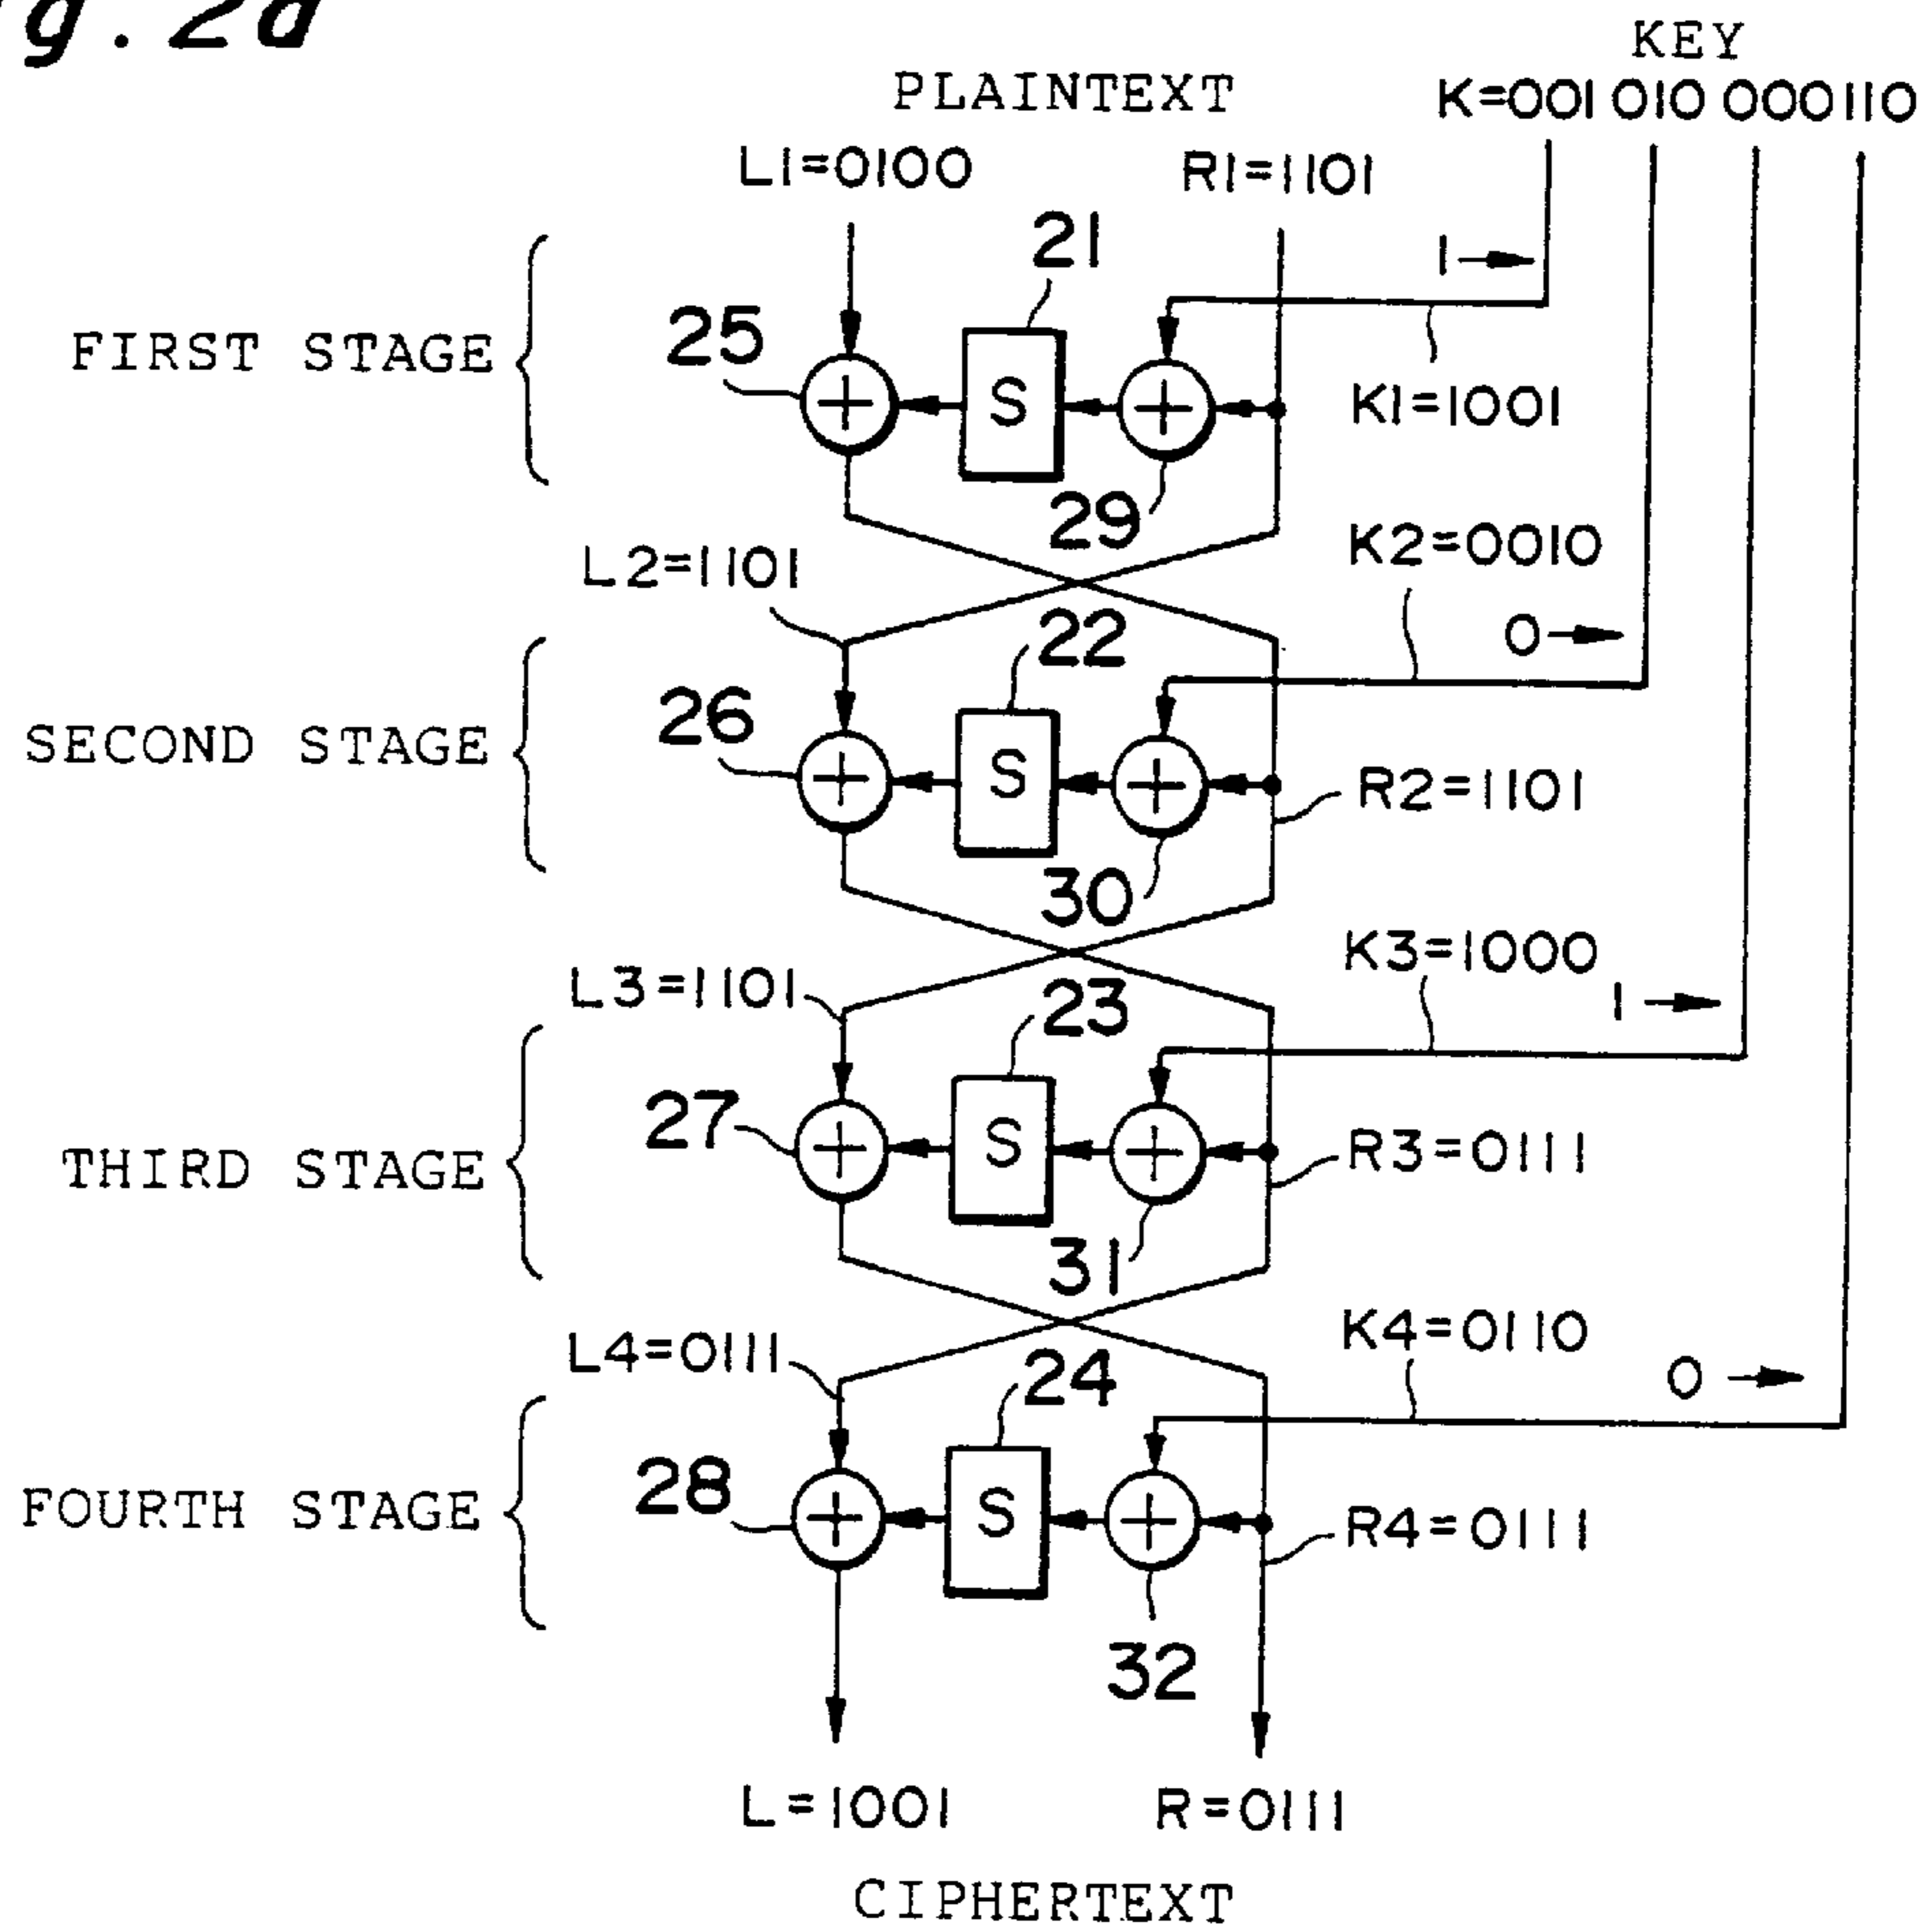 g.2a
KEY
PLAINTEXT
K=001 010 000110
L1=0100
R1=1101
21
1
25
FIRST STAGE
S
K1=1001
29
K2=0010
L2=1101
22
0
26
SECOND STAGE
S
R2=1101
30
K3=1000
L3=1101
23
1
27
THIRD STAGE
S
R3=0111
31
K4=0110
L4=0111
24
0
28
FOURTH STAGE
S
R4=0111
32
L=1001
R=0111
CIPHERTEXT